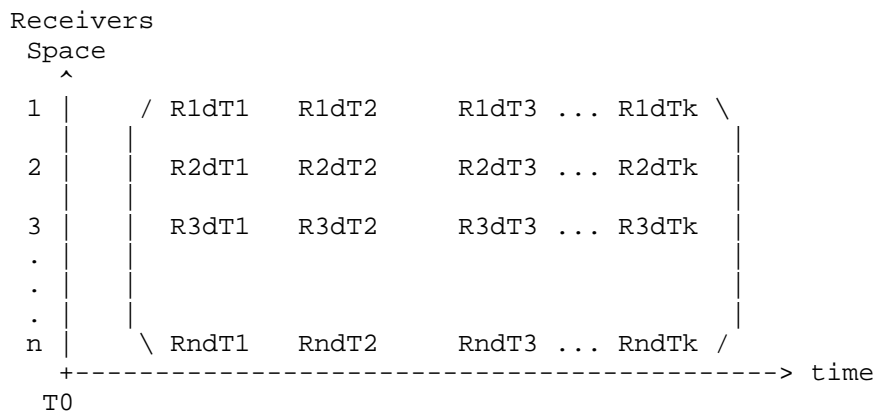 Receivers
Space
^
1 | / R1dT1 R1dT2 R1dT3 ... R1dTk \
| | |
2 | | R2dT1 R2dT2 R2dT3 ... R2dTk |
| | |
3 | | R3dT1 R3dT2 R3dT3 ... R3dTk |
. | | |
. | | |
. | | |
n | \ RndT1 RndT2 RndT3 ... RndTk /
+--------------------------------------------> time
T0